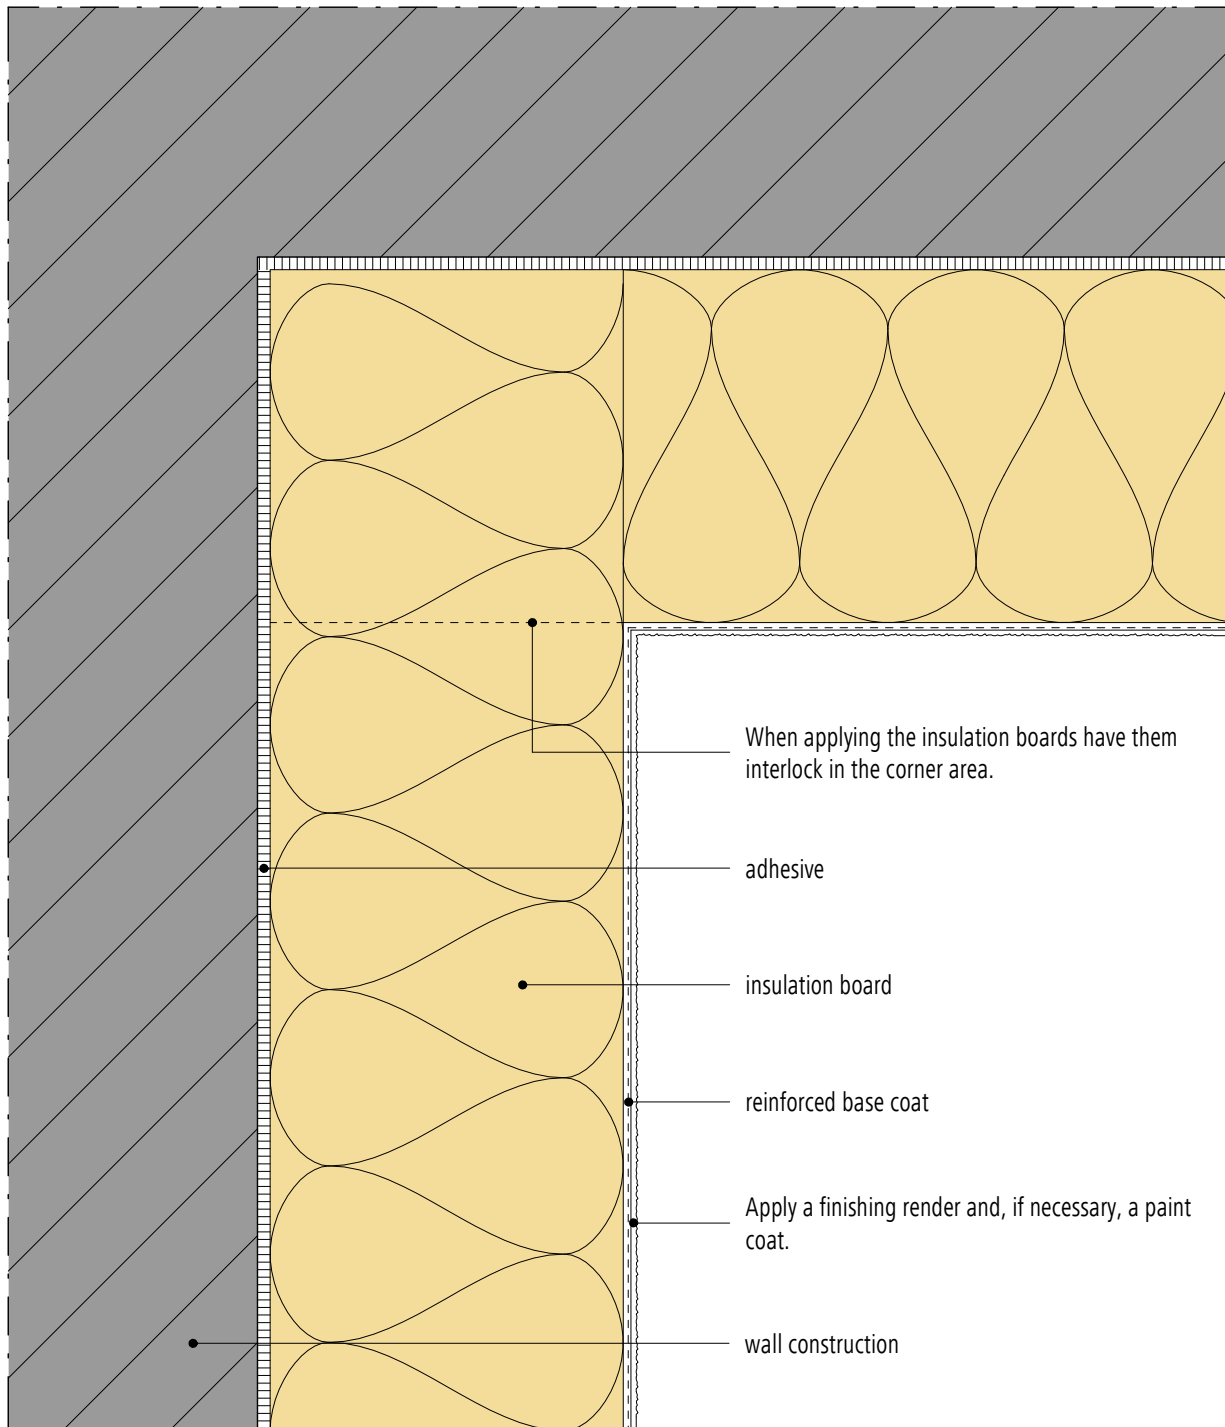 When applying the insulation boards have them
interlock in the corner area.
adhesive
insulation board
reinforced base coat
Apply a finishing render and, if necessary, a paint
coat.
wall construction